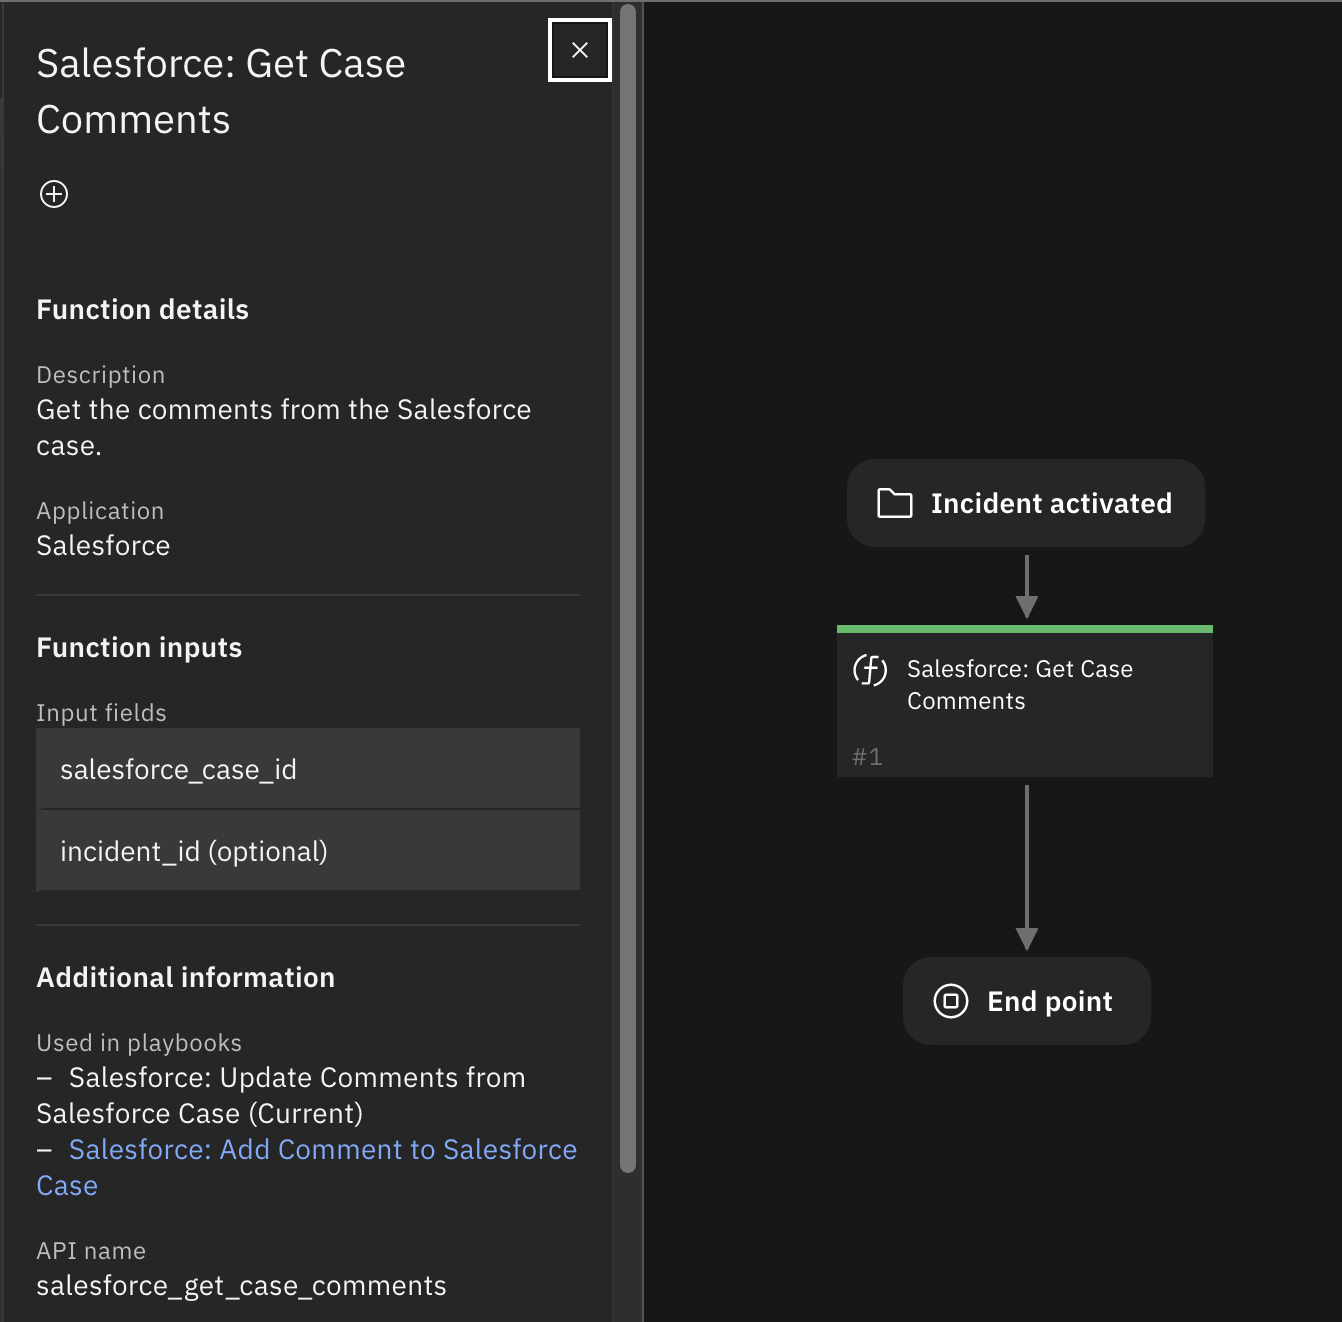 Salesforce: Get Case
Comments
Function details
Description
Get the comments from the Salesforce
case.
Application
Salesforce
Function inputs
Input fields
salesforce_case_id
incident_id (optional)
Additional information
Used in playbooks
– Salesforce: Update Comments from
Salesforce Case (Current)
– Salesforce: Add Comment to Salesforce
Case
API name
salesforce_get_case_comments
Incident activated
Salesforce: Get Case
Comments
#1
End point